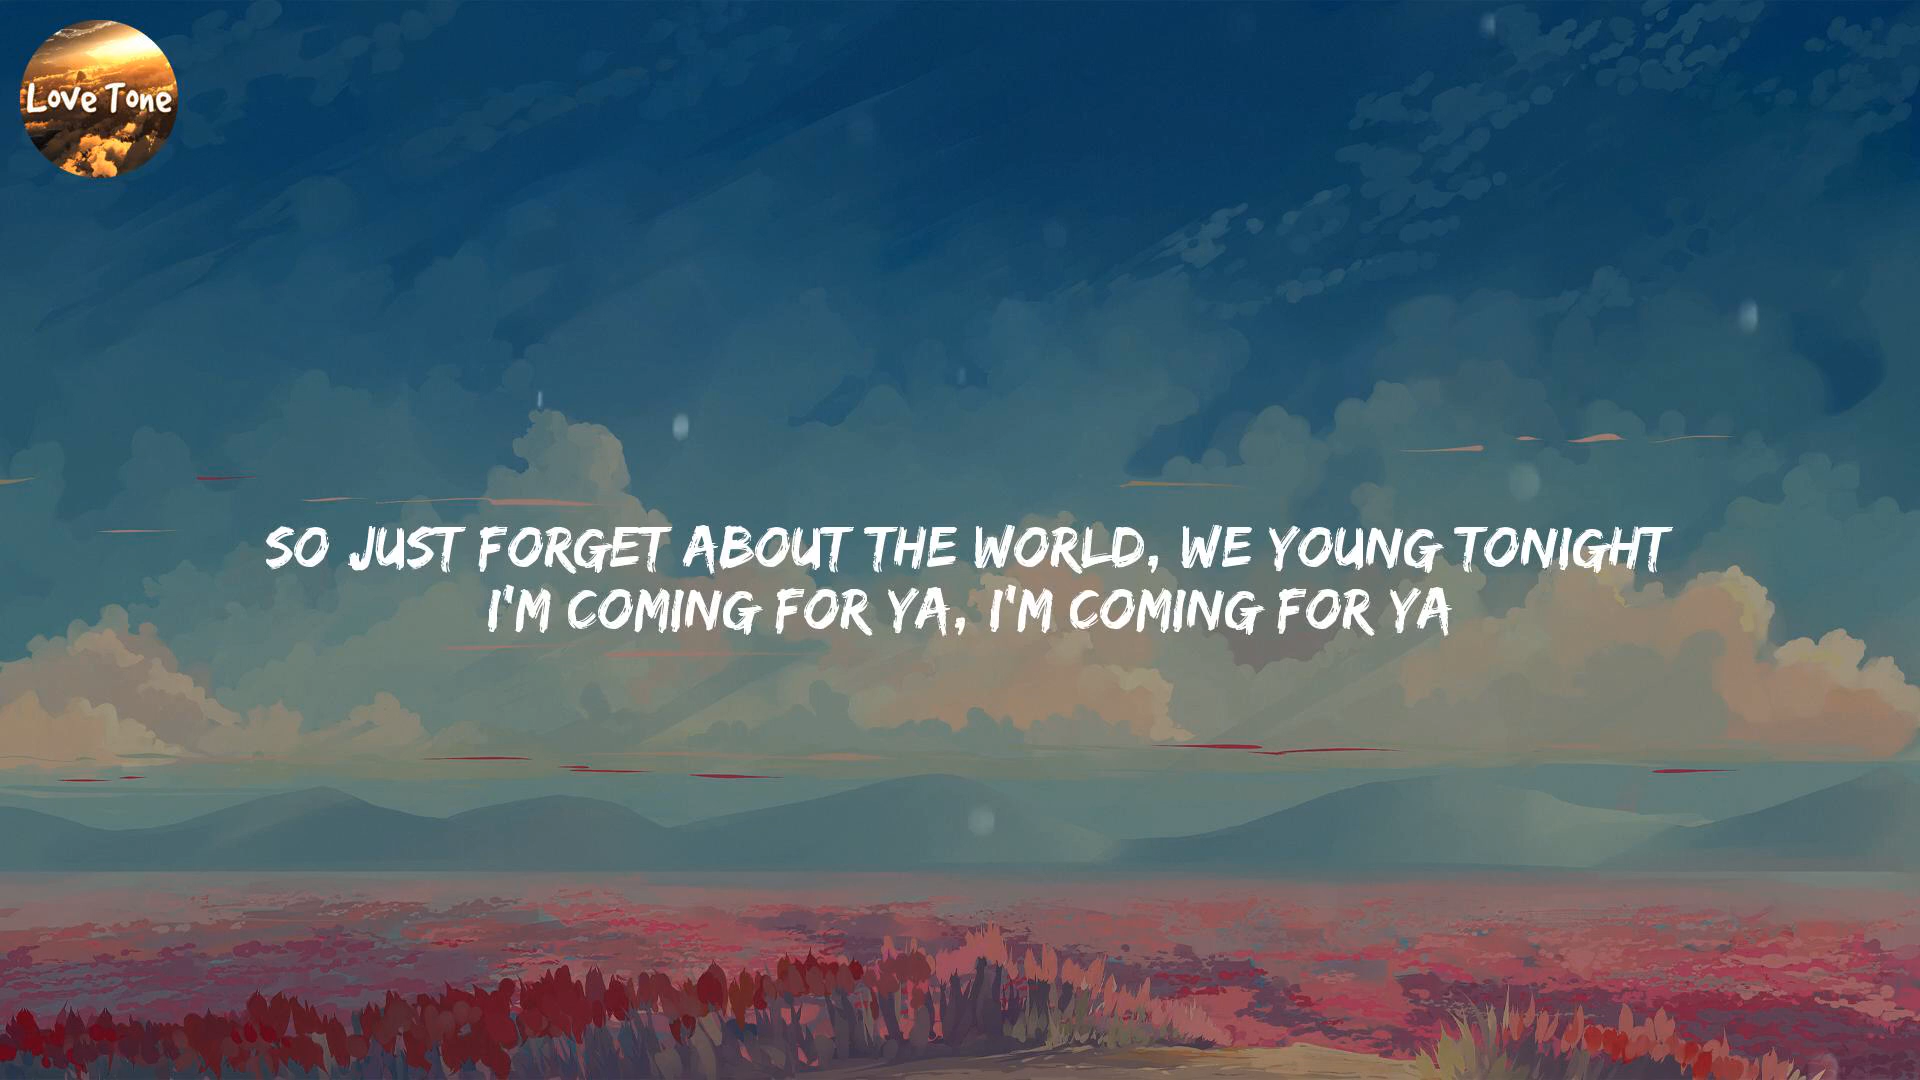 Love Tone
SO JUST FORGET ABOUT THE WORLD, WE YOUNG TONIGHT
I'M COMING FOR YA, I'M COMING FOR YA